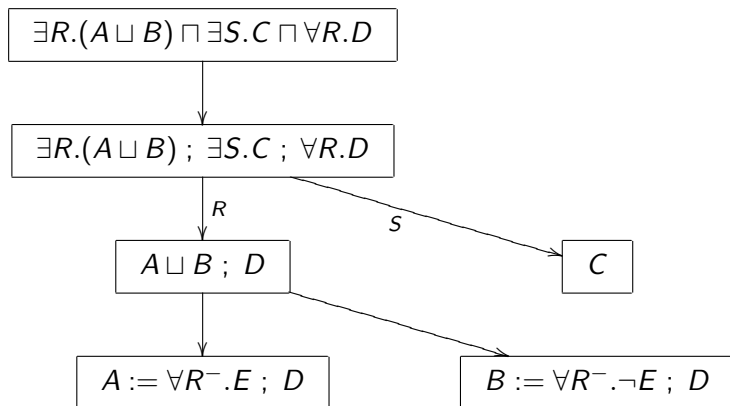 ∃R.(A ⊔ B) ⊓ ∃S.C ⊓ ∀R.D
∃R.(A ⊔ B) ; ∃S.C ; ∀R.D
R
S
A ⊔ B ; D
C
A := ∀R⁻.E ; D
B := ∀R⁻.¬E ; D